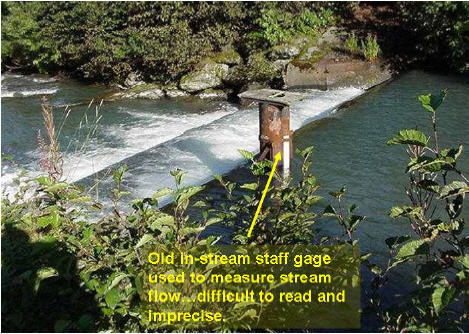 Old in-stream staff gage
used to measure stream
flow...difficult to read and
imprecise.